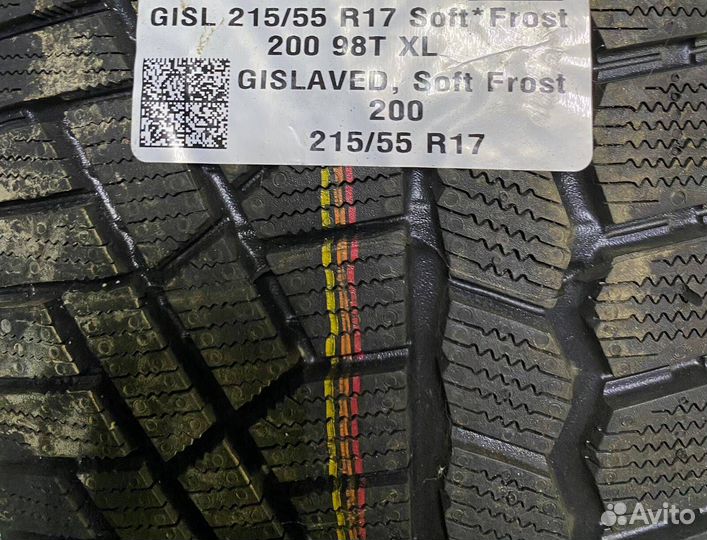 GISL 215/55 R17 Soft*Frost
200 98T XL
GISLAVED, Soft Frost
200
215/55 R17
Avito